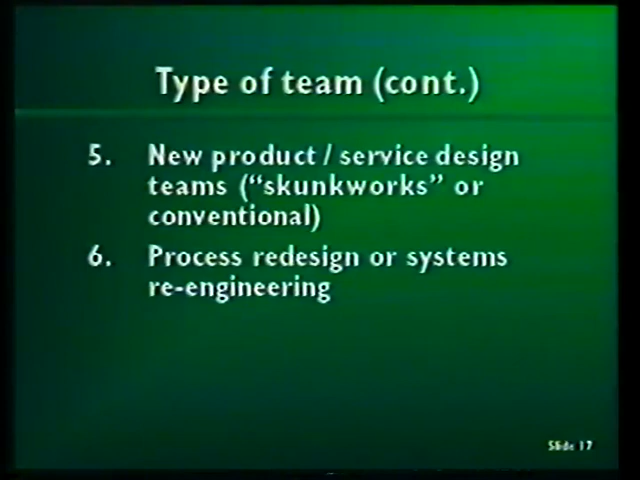 Type of team (cont.)
5. New product / service design
teams (“skunkworks” or
conventional)
6. Process redesign or systems
re-engineering
Slide 17